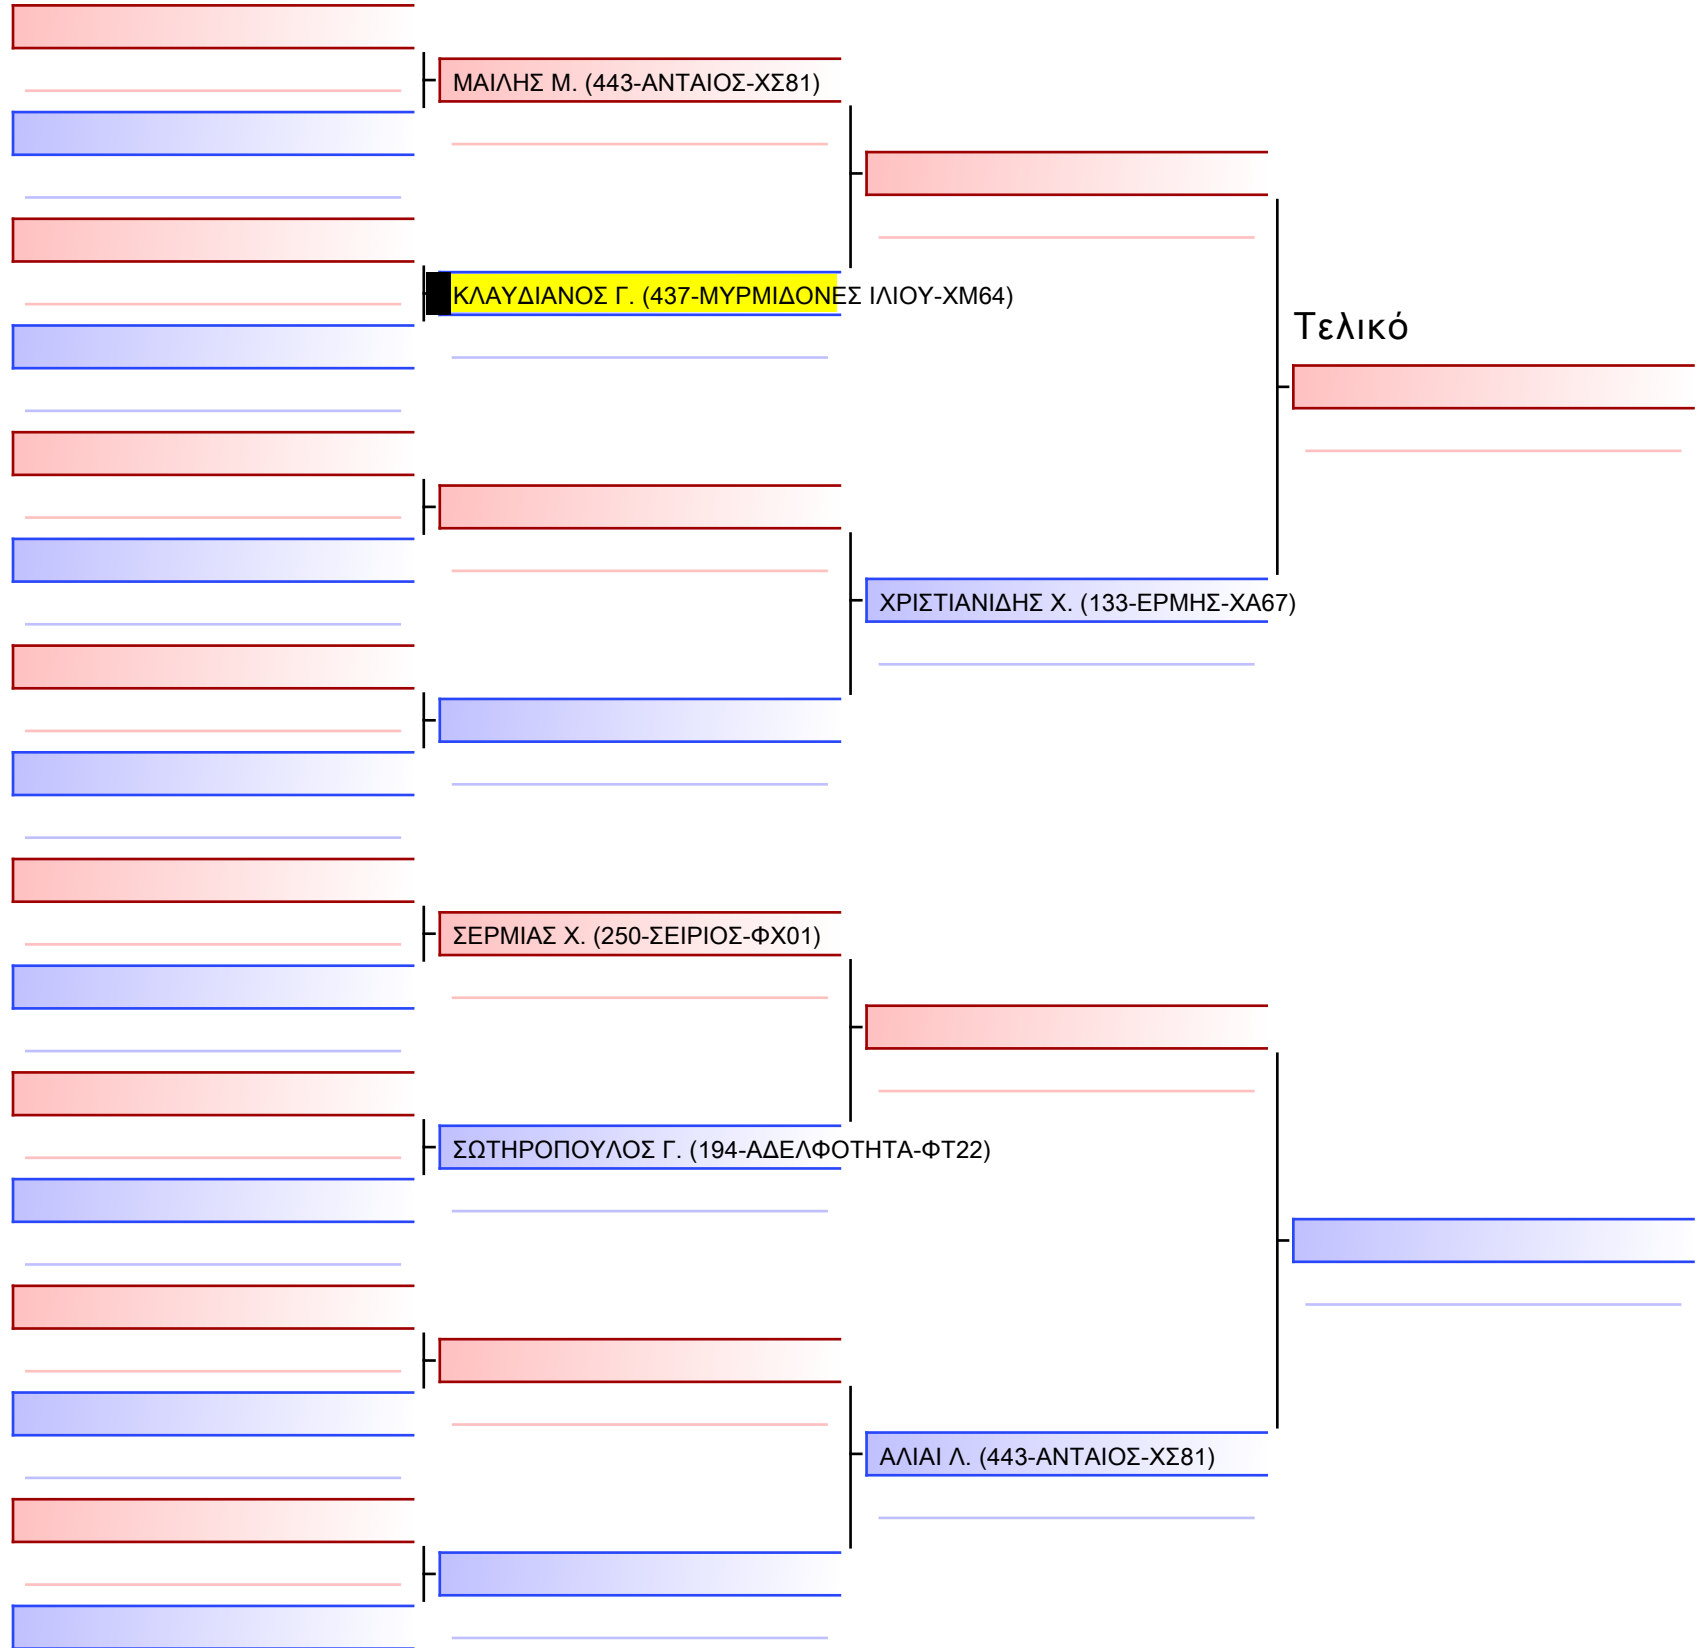 ΜΑΙΛΗΣ Μ. (443-ΑΝΤΑΙΟΣ-ΧΣ81)
ΚΛΑΥΔΙΑΝΟΣ Γ. (437-ΜΥΡΜΙΔΟΝΕΣ ΙΛΙΟΥ-ΧΜ64)
Τελικό
ΧΡΙΣΤΙΑΝΙΔΗΣ Χ. (133-ΕΡΜΗΣ-ΧΑ67)
ΣΕΡΜΙΑΣ Χ. (250-ΣΕΙΡΙΟΣ-ΦΧ01)
ΣΩΤΗΡΟΠΟΥΛΟΣ Γ. (194-ΑΔΕΛΦΟΤΗΤΑ-ΦΤ22)
ΑΛΙΑΙ Λ. (443-ΑΝΤΑΙΟΣ-ΧΣ81)